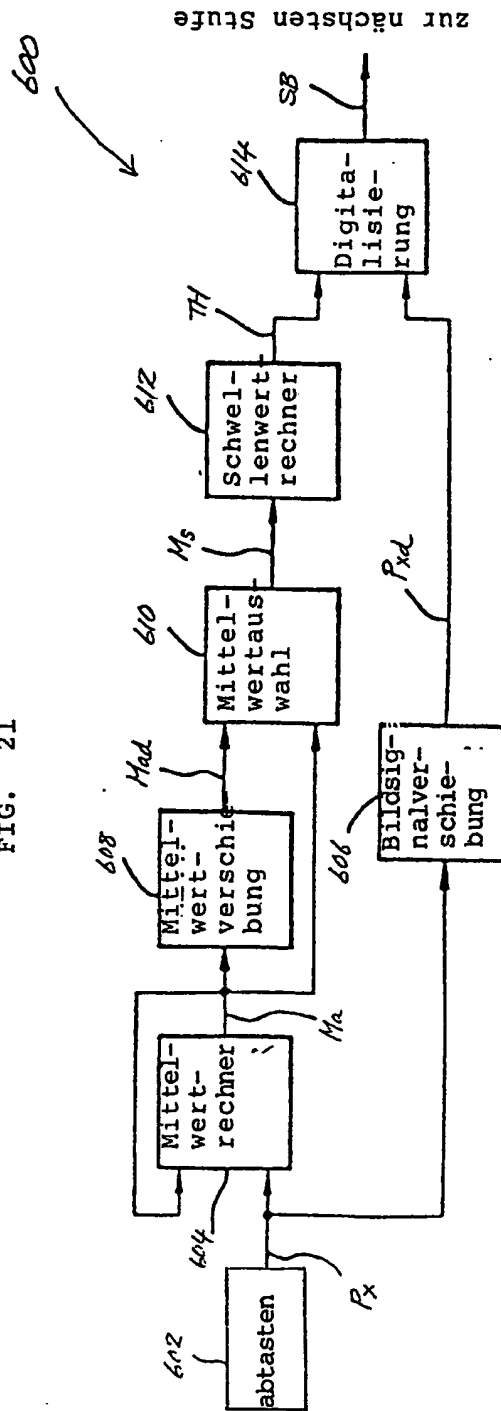 FIG. 21
600
602
abtasten
Px
604
Mittel-
wert-
rechner
Ma
608
Mittel-
wert-
verschie
bung
Mad
610
Mittel-
wertaus-
wahl
Ms
612
Schwel-
lenwert-
rechner
TH
606
Bildsig-
nalver-
schie-
bung
Pxd
614
Digita-
lisie-
rung
SB
zur nächsten Stufe